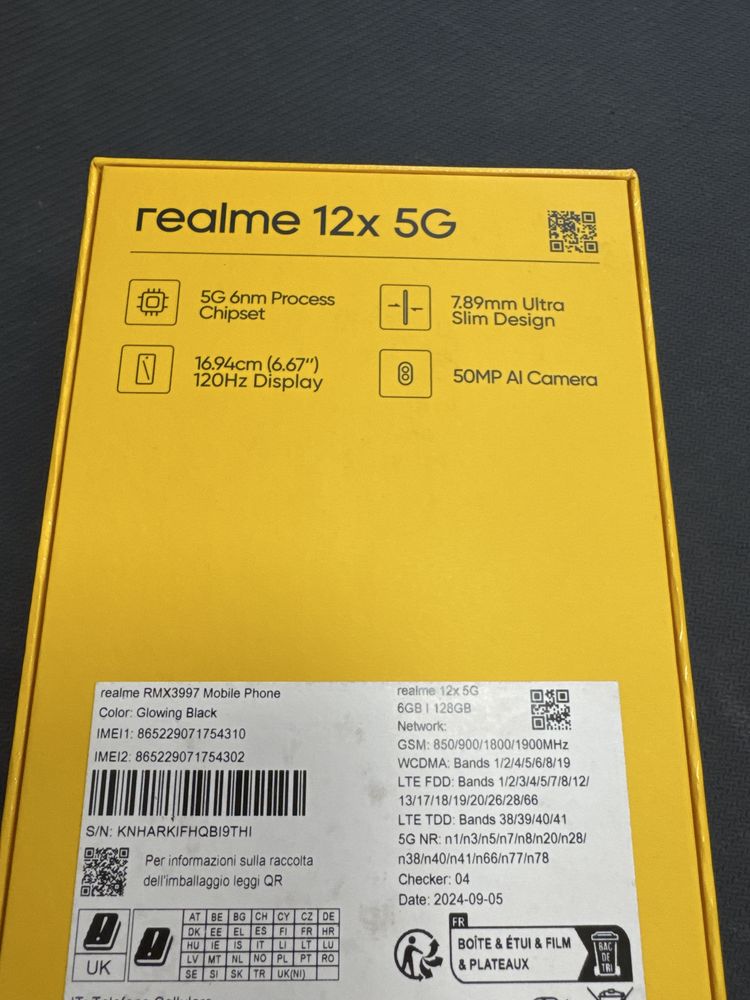 realme 12x 5G
5G 6nm Process
Chipset
7.89mm Ultra
Slim Design
16.94cm (6.67")
120Hz Display
50MP AI Camera
realme RMX3997 Mobile Phone
Color: Glowing Black
IMEI1: 865229071754310
IMEI2: 865229071754302
S/N: KNHARKIFHQBI9THI
Per informazioni sulla raccolta
dell'imballaggio leggi QR
realme 12x 5G
6GB | 128GB
Network:
GSM: 850/900/1800/1900MHz
WCDMA: Bands 1/2/4/5/6/8/19
LTE FDD: Bands 1/2/3/4/5/7/8/12/
13/17/18/19/20/26/28/66
LTE TDD: Bands 38/39/40/41
5G NR: n1/n3/n5/n7/n8/n20/n28/
n38/n40/n41/n66/n77/n78
Checker: 04
Date: 2024-09-05
UK
AT BE BG CH CY CZ DE
DK EE EL ES FI FR HR
HU IE IS IT LI LT LU
LV MT NL NO PL PT RO
SE SI SK TR UK(NI)
FR
BOÎTE & ÉTUI & FILM
& PLATEAUX
BAC
DE
TRI